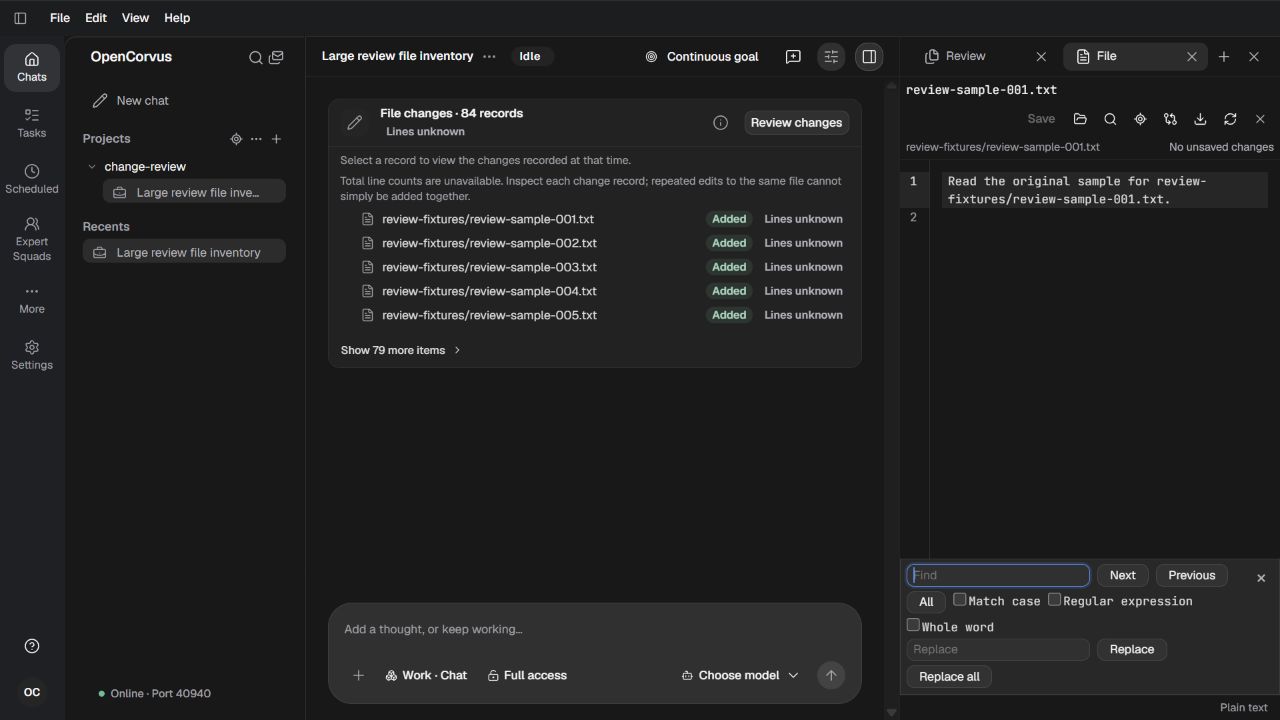 File Edit View Help
Chats
Tasks
Scheduled
Expert
Squads
More
Settings
OC
OpenCorvus
New chat
Projects
change-review
Large review file inve...
Recents
Large review file inventory
Online · Port 40940
Large review file inventory ··· Idle Continuous goal
File changes · 84 records
Lines unknown
Review changes
Select a record to view the changes recorded at that time.
Total line counts are unavailable. Inspect each change record; repeated edits to the same file cannot
simply be added together.
review-fixtures/review-sample-001.txt Added Lines unknown
review-fixtures/review-sample-002.txt Added Lines unknown
review-fixtures/review-sample-003.txt Added Lines unknown
review-fixtures/review-sample-004.txt Added Lines unknown
review-fixtures/review-sample-005.txt Added Lines unknown
Show 79 more items
Add a thought, or keep working...
Work · Chat Full access Choose model
Review File
review-sample-001.txt
Save
review-fixtures/review-sample-001.txt No unsaved changes
1 Read the original sample for review-
fixtures/review-sample-001.txt.
2
Find Next Previous
All Match case Regular expression
Whole word
Replace Replace
Replace all
Plain text